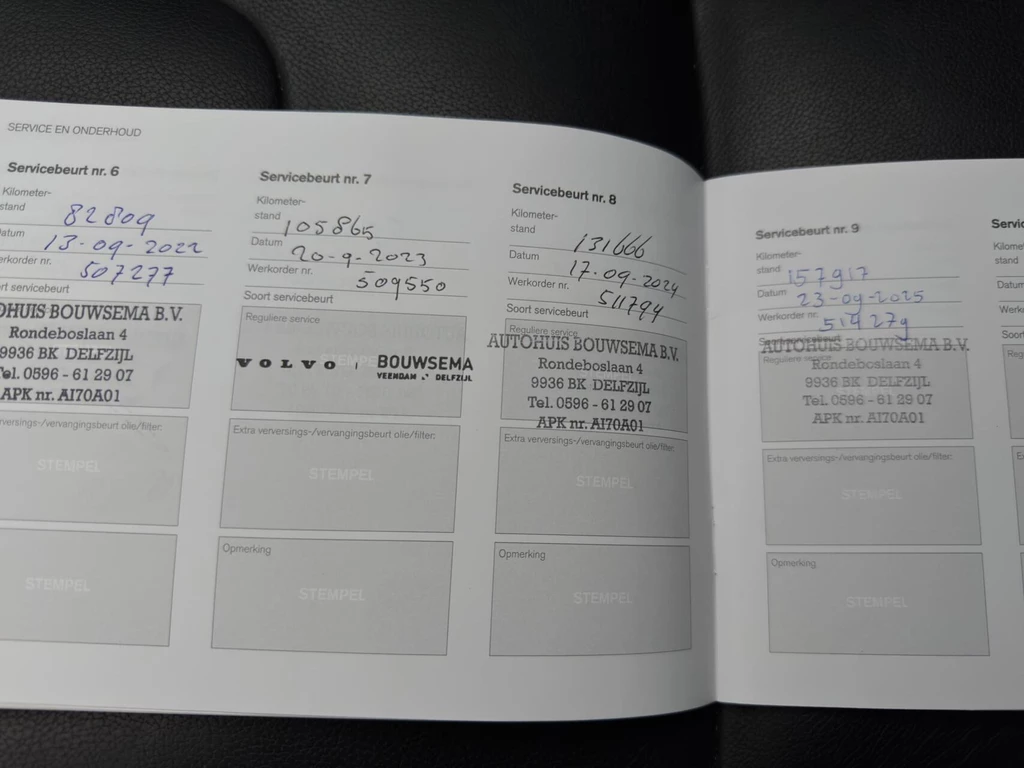 SERVICE EN ONDERHOUD
Servicebeurt nr. 6
Kilometer-
stand 82809
Datum 13-09-2022
Werkorder nr. 507277
Soort servicebeurt
AUTOHUIS BOUWSEMA B.V.
Rondeboslaan 4
9936 BK DELFZIJL
Tel. 0596 - 61 29 07
APK nr. AI70A01
verversings-/vervangingsbeurt olie/filter:
STEMPEL
STEMPEL
Servicebeurt nr. 7
Kilometer-
stand 105865
Datum 20-9-2023
Werkorder nr. 509550
Soort servicebeurt
Reguliere service
STEMPEL
VOLVO | BOUWSEMA
VEENDAM DELFZIJL
Extra verversings-/vervangingsbeurt olie/filter:
STEMPEL
Opmerking
STEMPEL
Servicebeurt nr. 8
Kilometer-
stand 131666
Datum 17-09-2024
Werkorder nr. 511794
Soort servicebeurt
Reguliere service
AUTOHUIS BOUWSEMA B.V.
Rondeboslaan 4
9936 BK DELFZIJL
Tel. 0596 - 61 29 07
APK nr. AI70A01
Extra verversings-/vervangingsbeurt olie/filter:
STEMPEL
Opmerking
STEMPEL
Servicebeurt nr. 9
Kilometer-
stand 157917
Datum 23-09-2025
Werkorder nr. 514279
Reguliere service
AUTOHUIS BOUWSEMA B.V.
Rondeboslaan 4
9936 BK DELFZIJL
Tel. 0596 - 61 29 07
APK nr. AI70A01
Extra verversings-/vervangingsbeurt olie/filter:
STEMPEL
Opmerking
STEMPEL